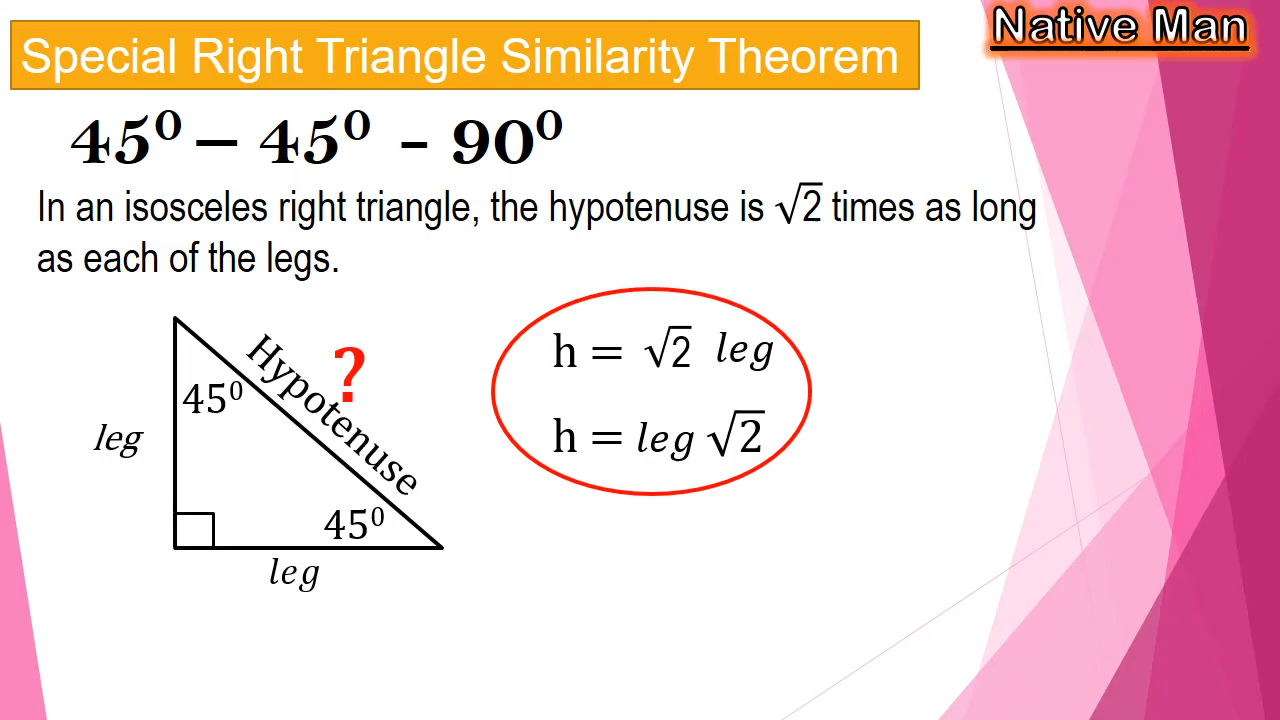 Native Man
Special Right Triangle Similarity Theorem
45⁰ – 45⁰ - 90⁰
In an isosceles right triangle, the hypotenuse is √2 times as long
as each of the legs.
h = √2 leg
h = leg √2
Hypotenuse
?
45⁰
leg
45⁰
leg